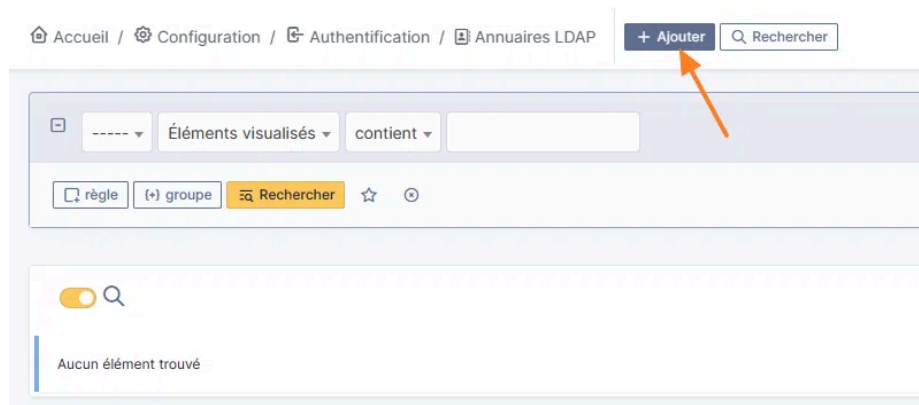 Accueil / Configuration / Authentification / Annuaires LDAP + Ajouter Rechercher
----- Éléments visualisés contient
règle groupe Rechercher
Aucun élément trouvé